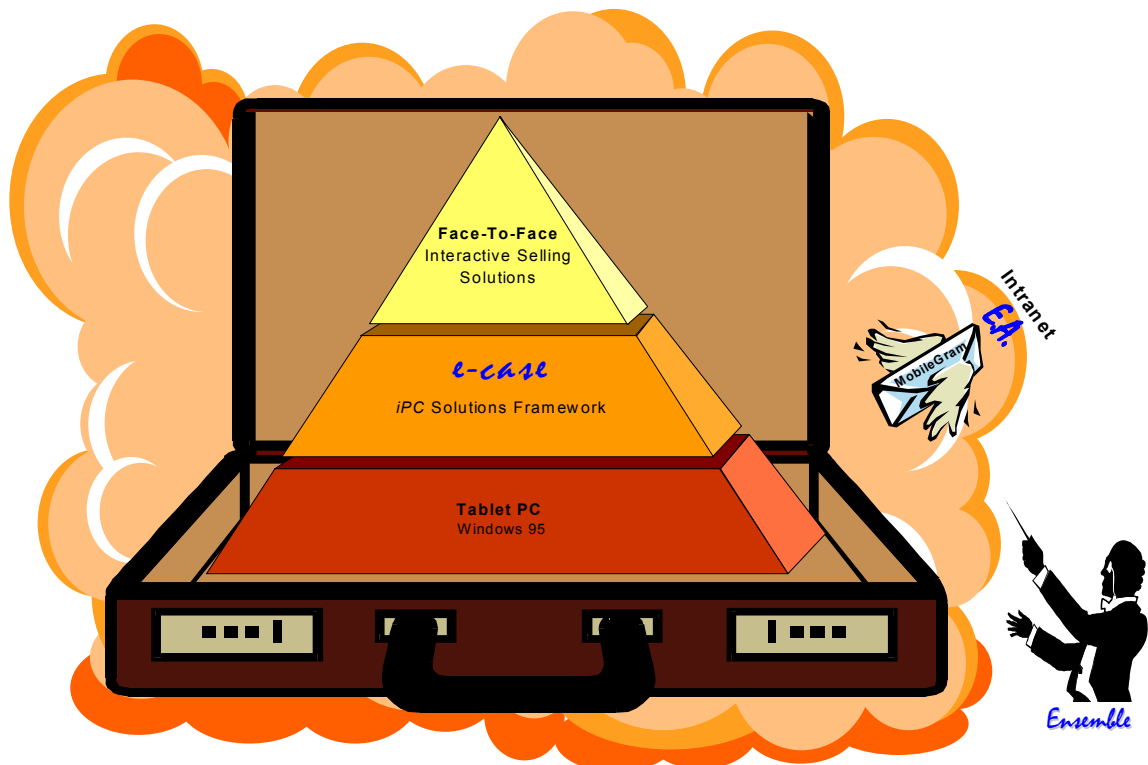 Face-To-Face
Interactive Selling
Solutions
e-case
iPC Solutions Framework
Tablet PC
Windows 95
Intranet
E.A.
MobileGram
Ensemble